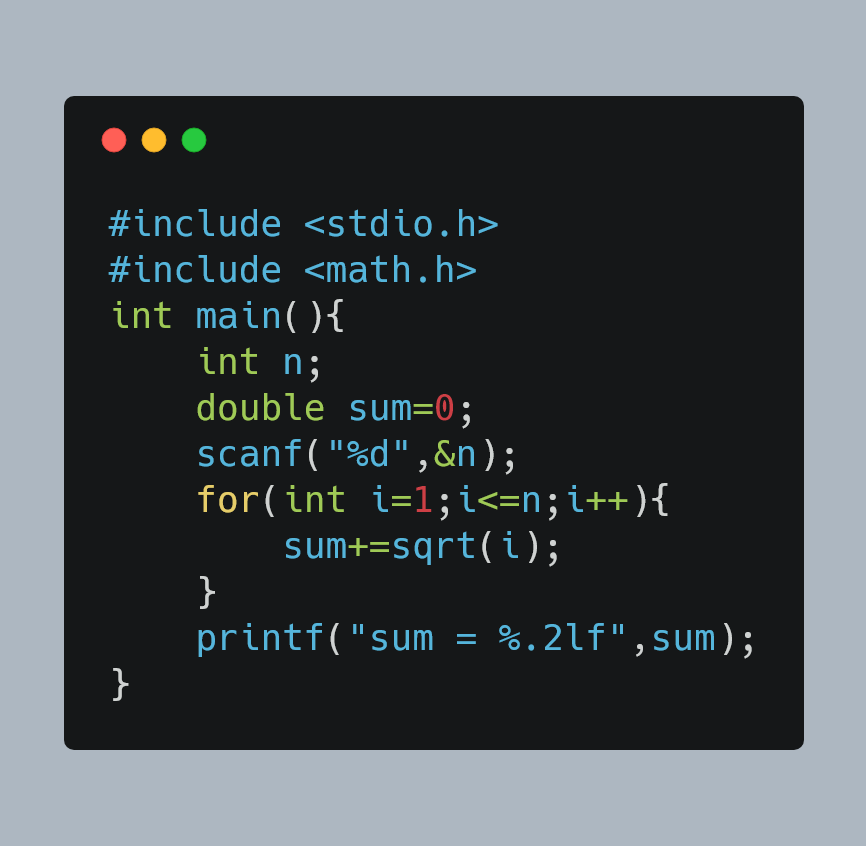 #include <stdio.h>
#include <math.h>
int main(){
    int n;
    double sum=0;
    scanf("%d",&n);
    for(int i=1;i<=n;i++){
        sum+=sqrt(i);
    }
    printf("sum = %.2lf",sum);
}